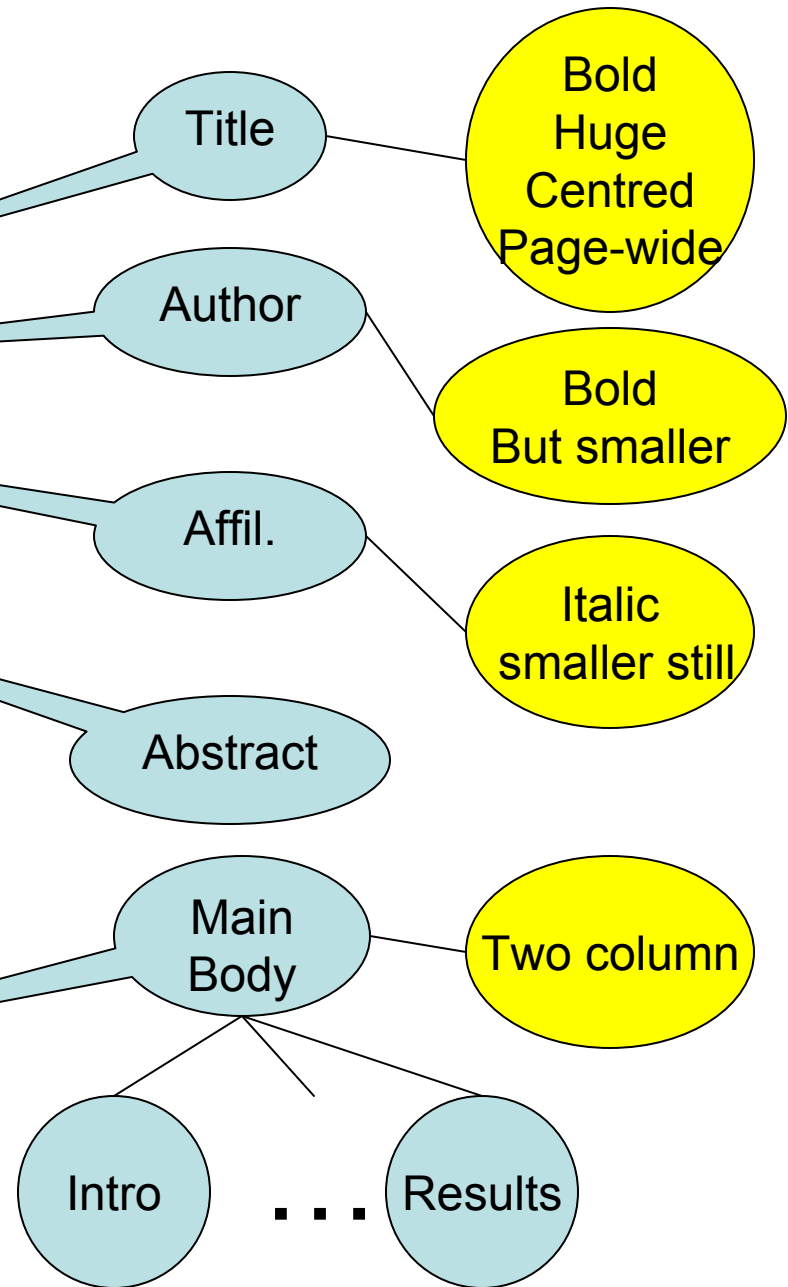 Title
Bold
Huge
Centred
Page-wide
Author
Bold
But smaller
Affil.
Italic
smaller still
Abstract
Main
Body
Two column
Intro
...
Results